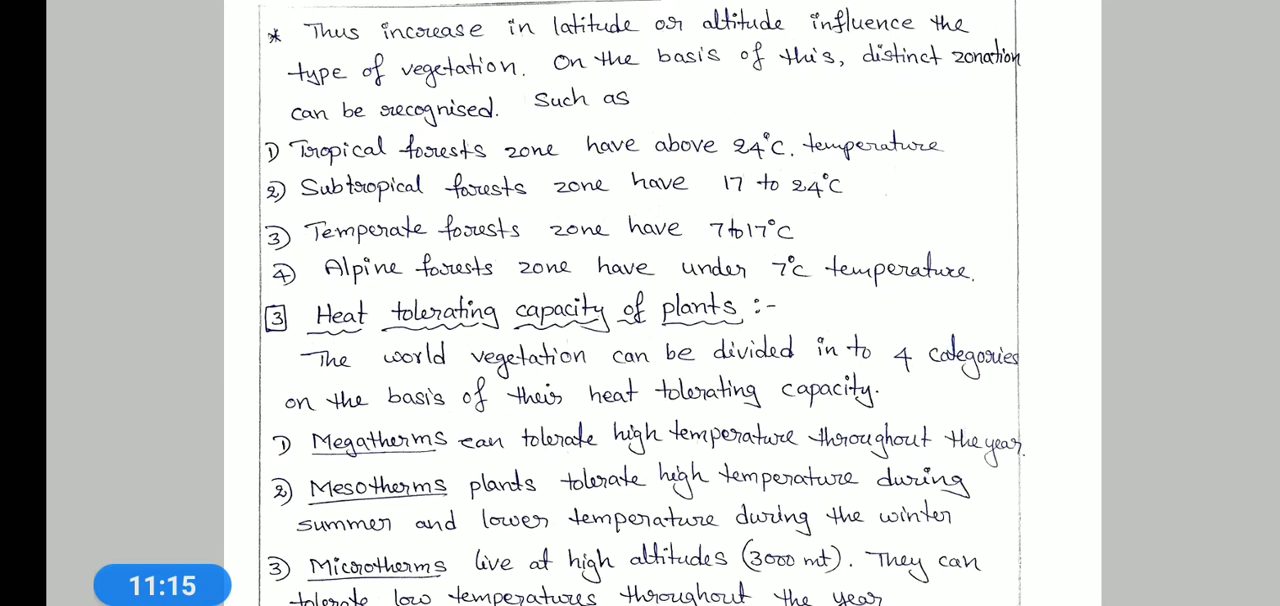 * Thus increase in latitude or altitude influence the
type of vegetation. On the basis of this, distinct zonation
can be recognised. Such as
1) Tropical forests zone have above 24°C. temperature
2) Subtropical forests zone have 17 to 24°C
3) Temperate forests zone have 7 to 17°C
4) Alpine forests zone have under 7°C temperature.
3 Heat tolerating capacity of plants :-
The world vegetation can be divided in to 4 categories
on the basis of their heat tolerating capacity.
1) Megatherms can tolerate high temperature throughout the year.
2) Mesotherms plants tolerate high temperature during
summer and lower temperature during the winter
3) Microtherms live at high altitudes (3000 mt). They can
tolerate low temperatures throughout the year
11:15